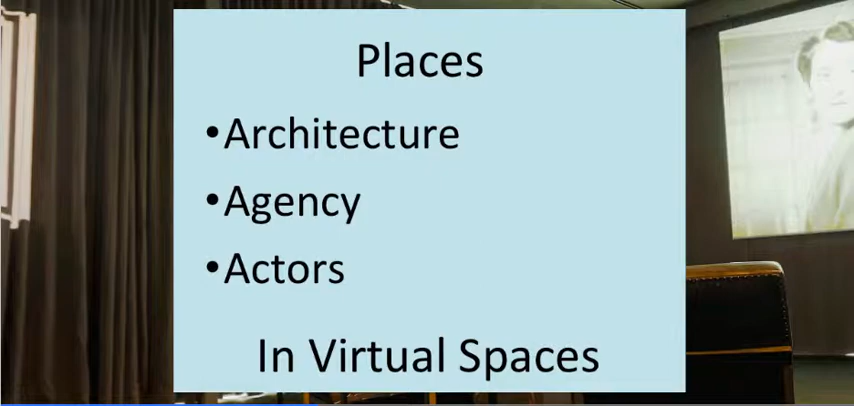 Places
•Architecture
•Agency
•Actors
In Virtual Spaces